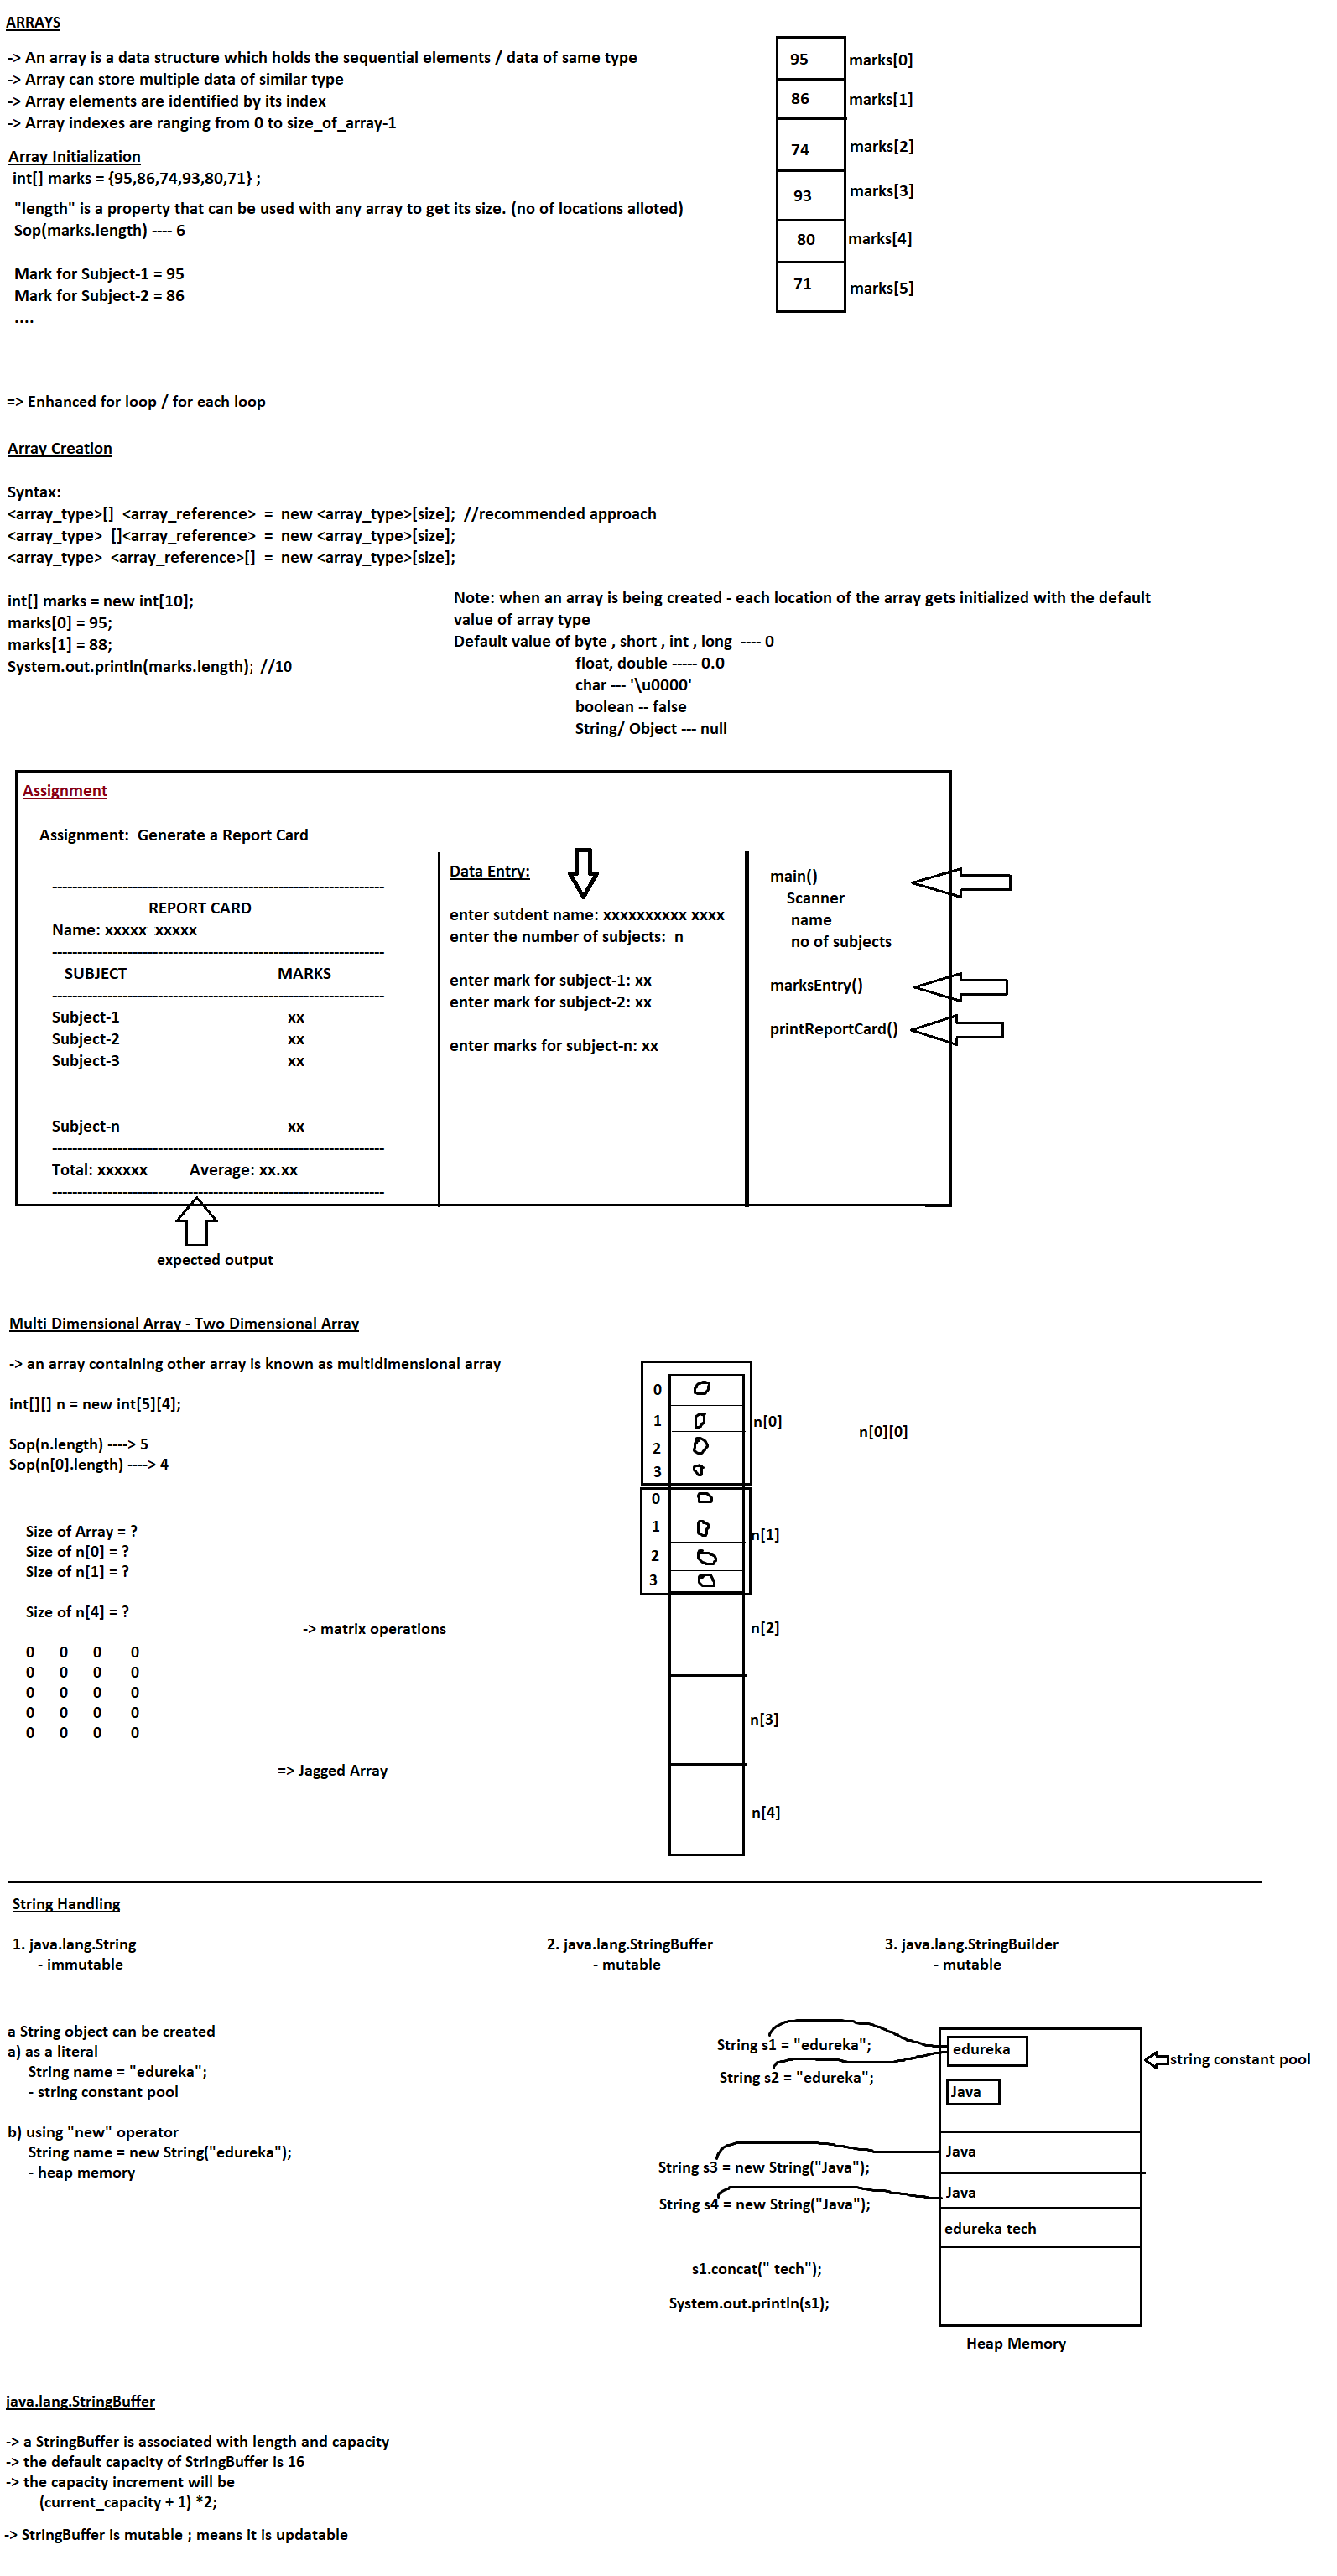 ARRAYS
-> An array is a data structure which holds the sequential elements / data of same type
-> Array can store multiple data of similar type
-> Array elements are identified by its index
-> Array indexes are ranging from 0 to size_of_array-1
95 marks[0]
86 marks[1]
74 marks[2]
93 marks[3]
80 marks[4]
71 marks[5]
Array Initialization
int[] marks = {95,86,74,93,80,71} ;
"length" is a property that can be used with any array to get its size. (no of locations alloted)
Sop(marks.length) ---- 6
Mark for Subject-1 = 95
Mark for Subject-2 = 86
....
=> Enhanced for loop / for each loop
Array Creation
Syntax:
<array_type>[]  <array_reference>  =  new <array_type>[size];  //recommended approach
<array_type>  []<array_reference>  =  new <array_type>[size];
<array_type>  <array_reference>[]  =  new <array_type>[size];
int[] marks = new int[10];
marks[0] = 95;
marks[1] = 88;
System.out.println(marks.length);  //10
Note: when an array is being created - each location of the array gets initialized with the default
value of array type
Default value of byte , short , int , long  ---- 0
float, double ----- 0.0
char --- '\u0000'
boolean -- false
String/ Object --- null
Assignment
Assignment:  Generate a Report Card
------------------------------------------------------------------
REPORT CARD
Name: xxxxx  xxxxx
------------------------------------------------------------------
SUBJECT MARKS
------------------------------------------------------------------
Subject-1 xx
Subject-2 xx
Subject-3 xx
Subject-n xx
------------------------------------------------------------------
Total: xxxxxx Average: xx.xx
------------------------------------------------------------------
expected output
Data Entry:
enter sutdent name: xxxxxxxxxx xxxx
enter the number of subjects:  n
enter mark for subject-1: xx
enter mark for subject-2: xx
enter marks for subject-n: xx
main()
Scanner
name
no of subjects
marksEntry()
printReportCard()
Multi Dimensional Array - Two Dimensional Array
-> an array containing other array is known as multidimensional array
int[][] n = new int[5][4];
Sop(n.length) ----> 5
Sop(n[0].length) ----> 4
Size of Array = ?
Size of n[0] = ?
Size of n[1] = ?
Size of n[4] = ?
-> matrix operations
0 0 0 0
0 0 0 0
0 0 0 0
0 0 0 0
0 0 0 0
=> Jagged Array
0 0
1 0 n[0]
2 0
3 0
n[0][0]
0 0
1 0 n[1]
2 0
3 0
n[2]
n[3]
n[4]
String Handling
1. java.lang.String
- immutable
2. java.lang.StringBuffer
- mutable
3. java.lang.StringBuilder
- mutable
a String object can be created
a) as a literal
String name = "edureka";
- string constant pool
b) using "new" operator
String name = new String("edureka");
- heap memory
String s1 = "edureka";
String s2 = "edureka";
String s3 = new String("Java");
String s4 = new String("Java");
s1.concat(" tech");
System.out.println(s1);
edureka
Java
string constant pool
Java
Java
edureka tech
Heap Memory
java.lang.StringBuffer
-> a StringBuffer is associated with length and capacity
-> the default capacity of StringBuffer is 16
-> the capacity increment will be
(current_capacity + 1) *2;
-> StringBuffer is mutable ; means it is updatable